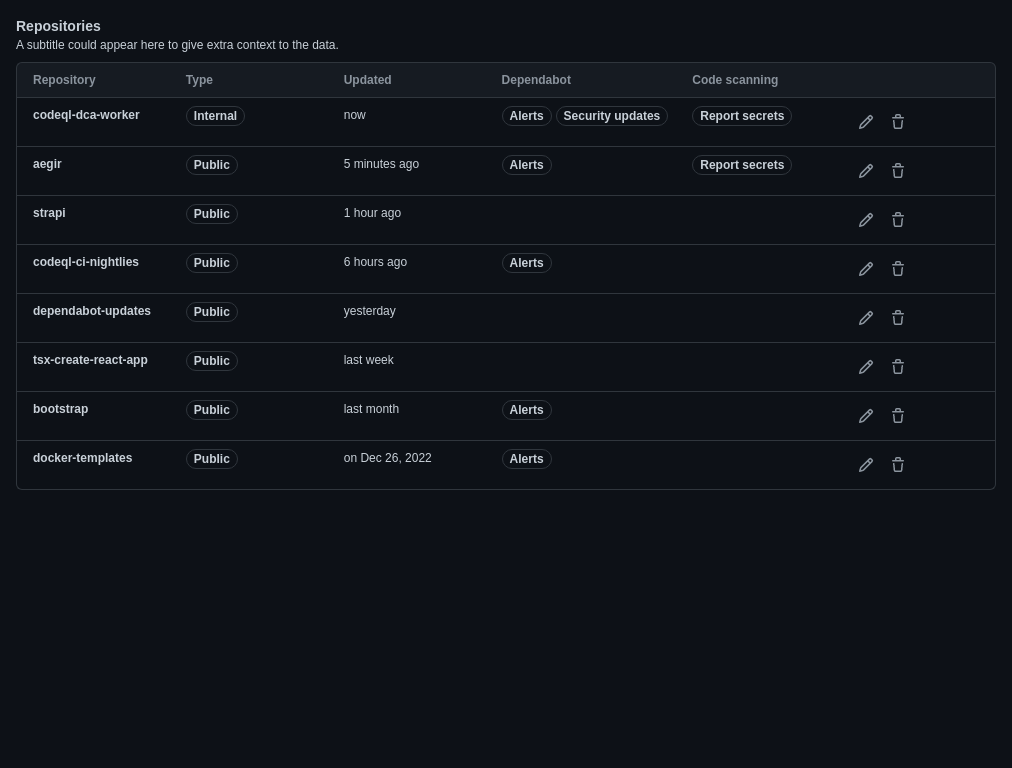 Repositories
A subtitle could appear here to give extra context to the data.
Repository Type Updated Dependabot Code scanning
codeql-dca-worker Internal now Alerts Security updates Report secrets
aegir Public 5 minutes ago Alerts Report secrets
strapi Public 1 hour ago
codeql-ci-nightlies Public 6 hours ago Alerts
dependabot-updates Public yesterday
tsx-create-react-app Public last week
bootstrap Public last month Alerts
docker-templates Public on Dec 26, 2022 Alerts